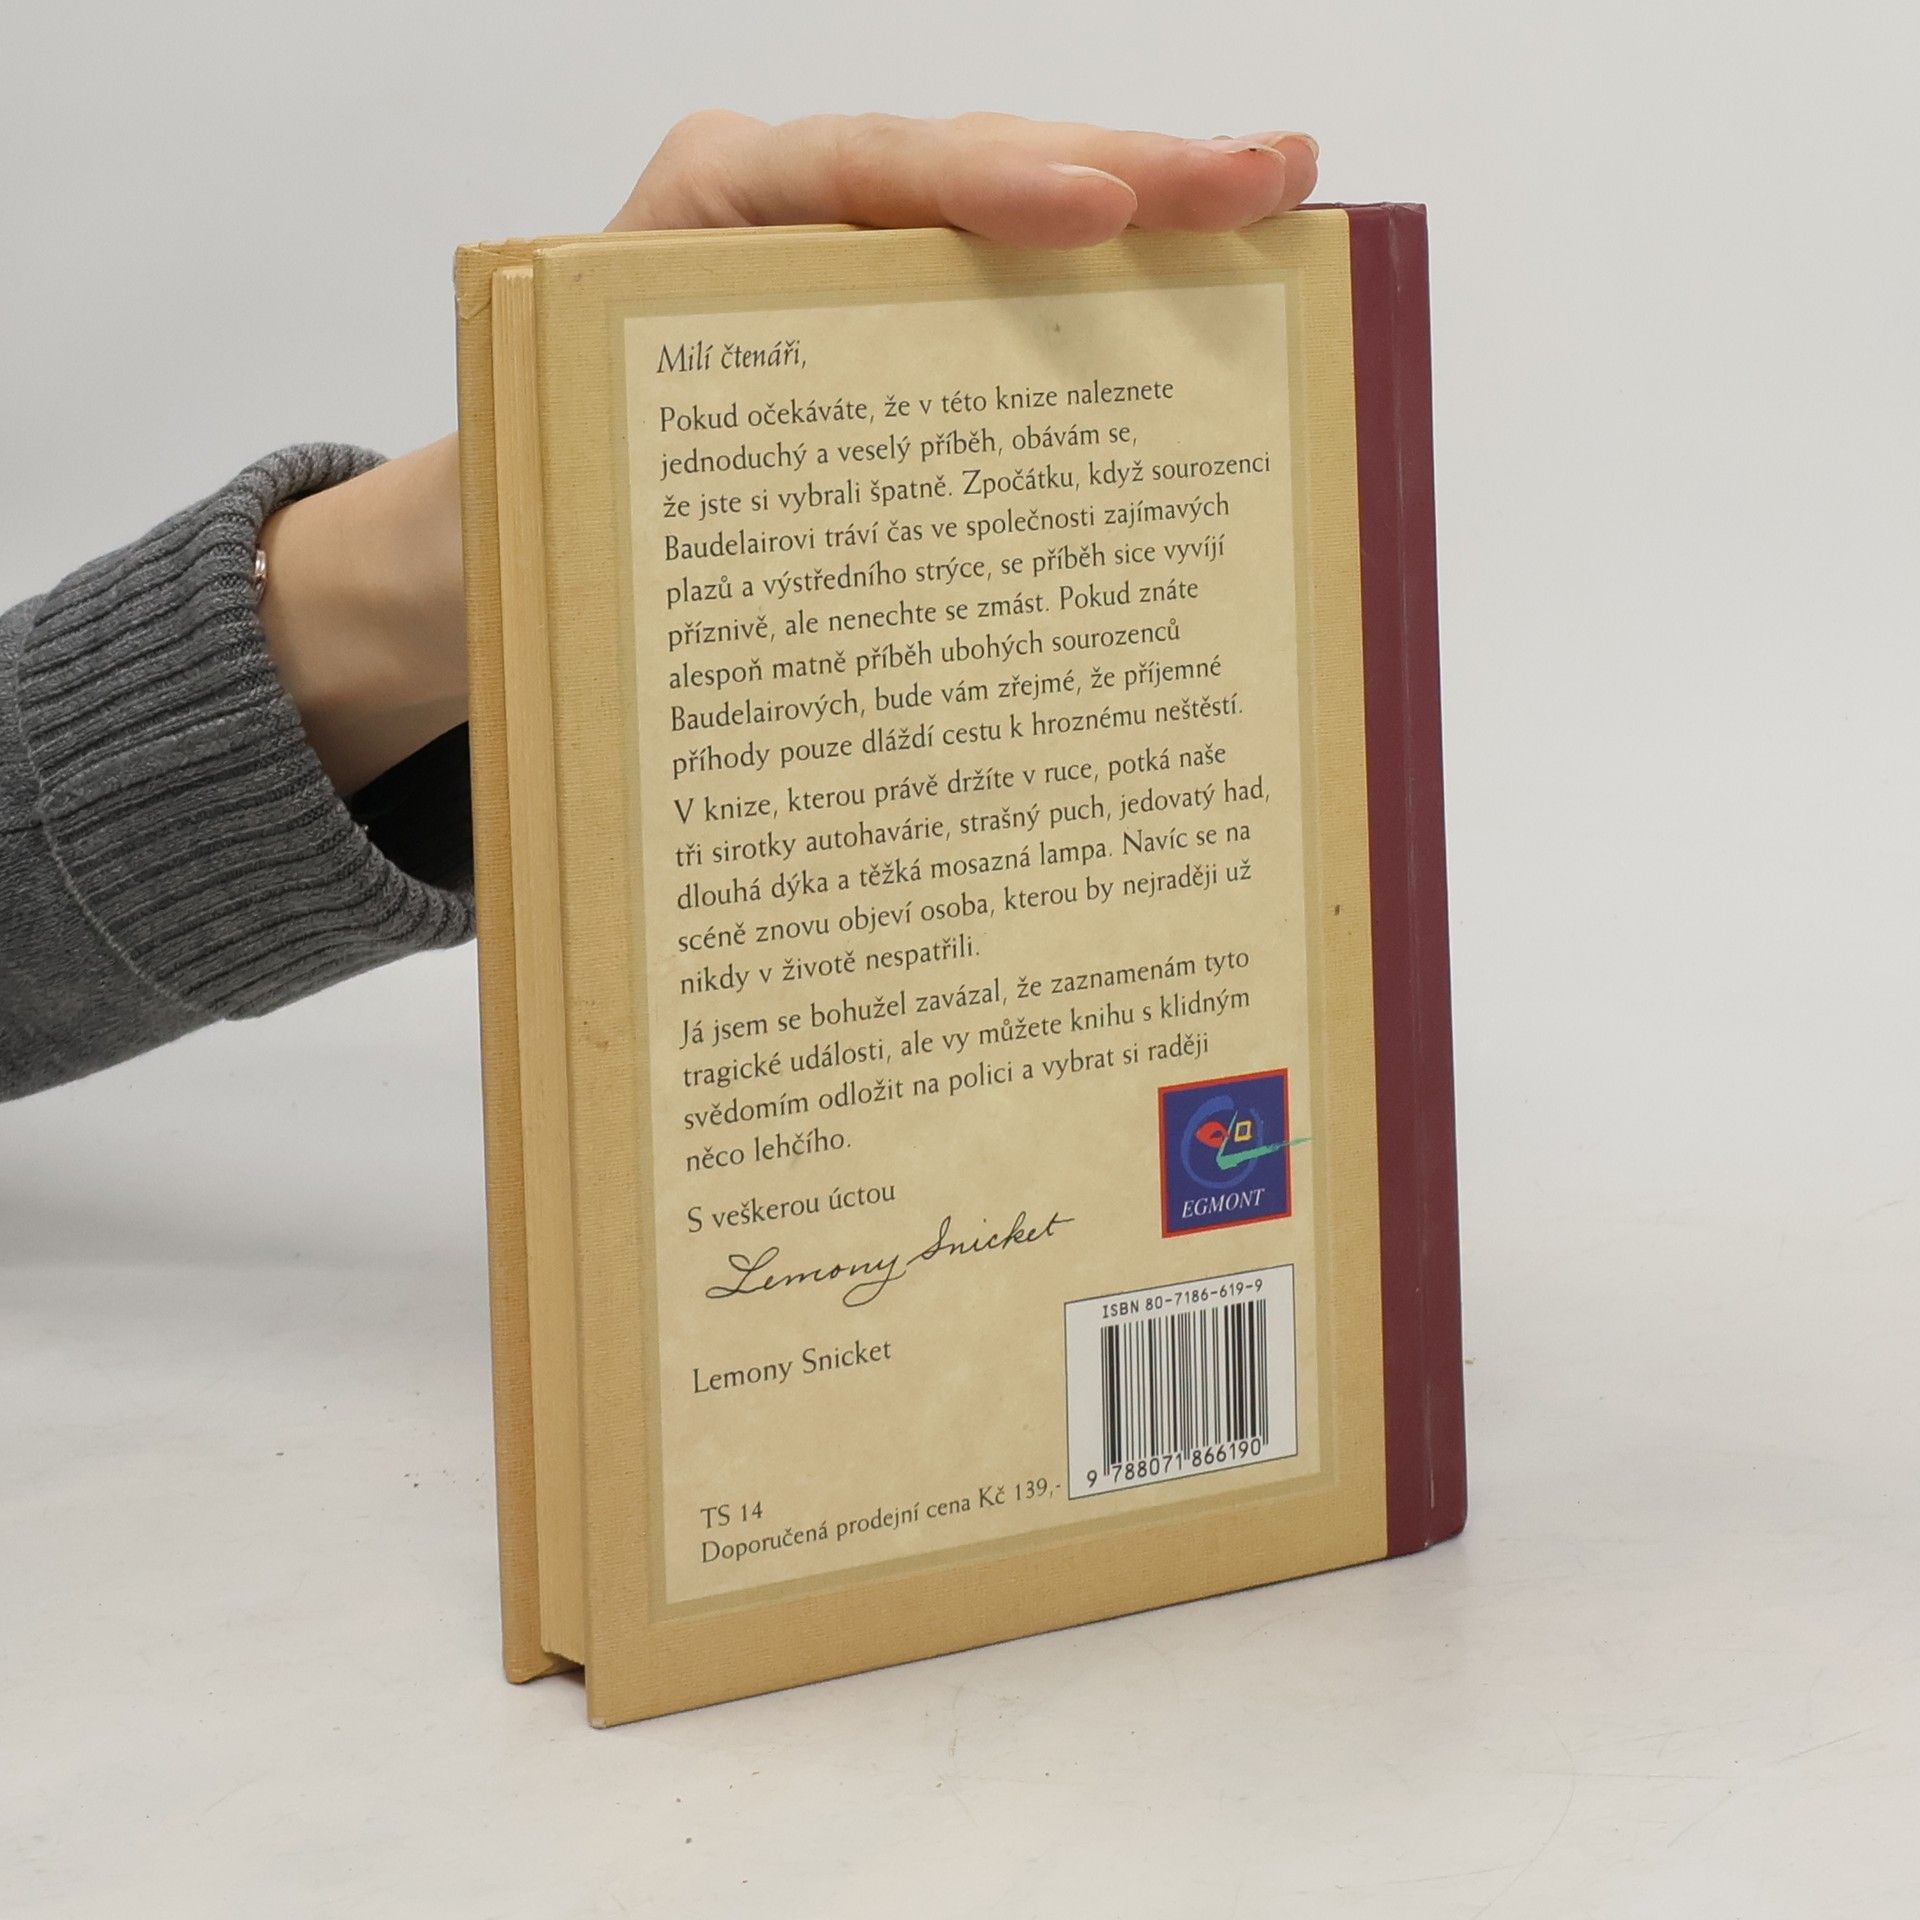 Milí čtenáři,
Pokud očekáváte, že v této knize naleznete
jednoduchý a veselý příběh, obávám se,
že jste si vybrali špatně. Zpočátku, když sourozenci
Baudelairovi tráví čas ve společnosti zajímavých
plazů a výstředního strýce, se příběh sice vyvíjí
příznivě, ale nenechte se zmást. Pokud znáte
alespoň matně příběh ubohých sourozenců
Baudelairových, bude vám zřejmé, že příjemné
příhody pouze dláždí cestu k hroznému neštěstí.
V knize, kterou právě držíte v ruce, potká naše
tři sirotky autohavárie, strašný puch, jedovatý had,
dlouhá dýka a těžká mosazná lampa. Navíc se na
scéně znovu objeví osoba, kterou by nejraději už
nikdy v životě nespatřili.
Já jsem se bohužel zavázal, že zaznamenám tyto
tragické události, ale vy můžete knihu s klidným
svědomím odložit na polici a vybrat si raději
něco lehčího.
S veškerou úctou
Lemony Snicket
Lemony Snicket
EGMONT
ISBN 80-7186-619-9
9 788071 866190
TS 14
Doporučená prodejní cena Kč 139,-